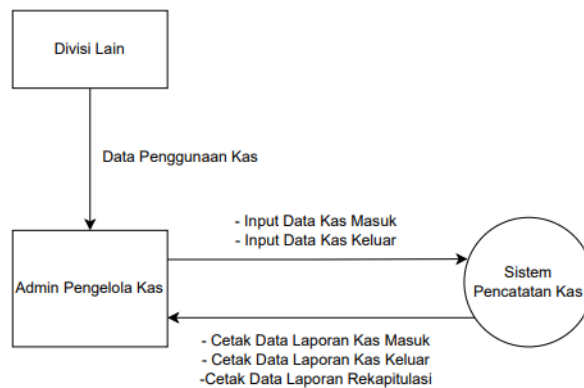 Divisi Lain
Data Penggunaan Kas
- Input Data Kas Masuk
- Input Data Kas Keluar
Admin Pengelola Kas
Sistem
Pencatatan Kas
- Cetak Data Laporan Kas Masuk
- Cetak Data Laporan Kas Keluar
-Cetak Data Laporan Rekapitulasi